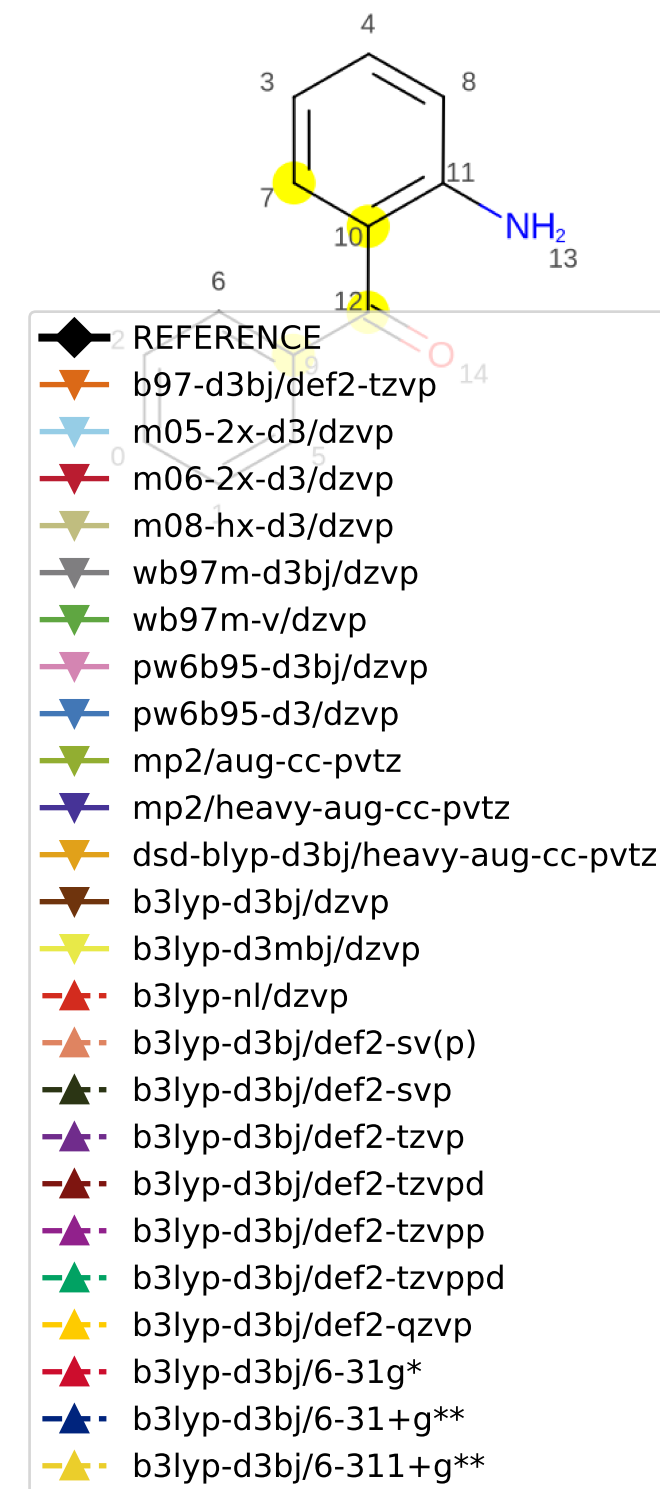 4
3
8
11
7
10
NH2
13
6
12
2
REFERENCE
9
O
14
b97-d3bj/def2-tzvp
m05-2x-d3/dzvp
0
5
m06-2x-d3/dzvp
1
m08-hx-d3/dzvp
wb97m-d3bj/dzvp
wb97m-v/dzvp
pw6b95-d3bj/dzvp
pw6b95-d3/dzvp
mp2/aug-cc-pvtz
mp2/heavy-aug-cc-pvtz
dsd-blyp-d3bj/heavy-aug-cc-pvtz
b3lyp-d3bj/dzvp
b3lyp-d3mbj/dzvp
b3lyp-nl/dzvp
b3lyp-d3bj/def2-sv(p)
b3lyp-d3bj/def2-svp
b3lyp-d3bj/def2-tzvp
b3lyp-d3bj/def2-tzvpd
b3lyp-d3bj/def2-tzvpp
b3lyp-d3bj/def2-tzvppd
b3lyp-d3bj/def2-qzvp
b3lyp-d3bj/6-31g*
b3lyp-d3bj/6-31+g**
b3lyp-d3bj/6-311+g**